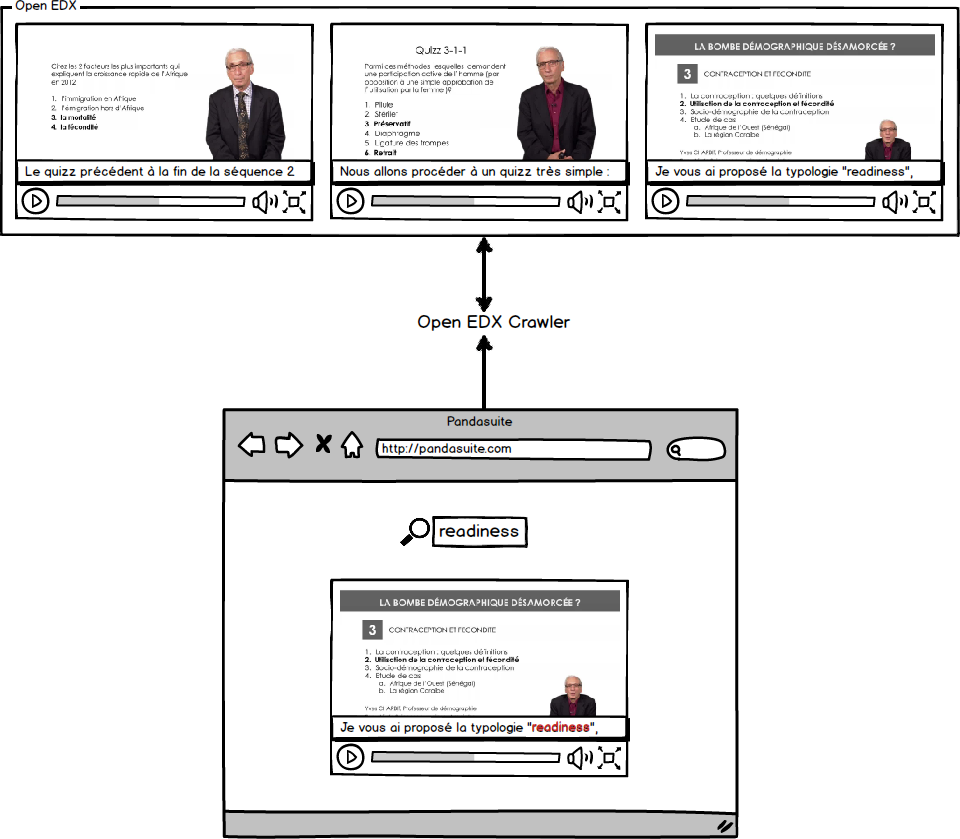 Open EDX
Citez les 2 facteurs les plus importants qui
expliquent la croissance rapide de l'Afrique
en 2012
1. l'immigration en Afrique
2. l'émigration hors d'Afrique
3. la mortalité
4. la fécondité
Le quizz précédent à la fin de la séquence 2
Quizz 3-1-1
Parmi ces méthodes, lesquelles demandent
une participation active de l'homme (par
opposition à une simple approbation de
l'utilisation par la femme)?
1. Pilule
2. Stérilet
3. Préservatif
4. Diaphragme
5. Ligature des trompes
6. Retrait
Nous allons procéder à un quizz très simple :
LA BOMBE DÉMOGRAPHIQUE DÉSAMORCÉE ?
3 CONTRACEPTION ET FECONDITE
1. La contraception : quelques définitions
2. Utilisation de la contraception et fécondité
3. Socio-démographie de la contraception
4. Etude de cas
a. Afrique de l'Ouest (Sénégal)
b. La région Caraïbe
Yves CHARBIT, Professeur de démographie
Je vous ai proposé la typologie "readiness",
Open EDX Crawler
Pandasuite
http://pandasuite.com
readiness
LA BOMBE DÉMOGRAPHIQUE DÉSAMORCÉE ?
3 CONTRACEPTION ET FECONDITE
1. La contraception : quelques définitions
2. Utilisation de la contraception et fécondité
3. Socio-démographie de la contraception
4. Etude de cas
a. Afrique de l'Ouest (Sénégal)
b. La région Caraïbe
Yves CHARBIT, Professeur de démographie
Je vous ai proposé la typologie "readiness",